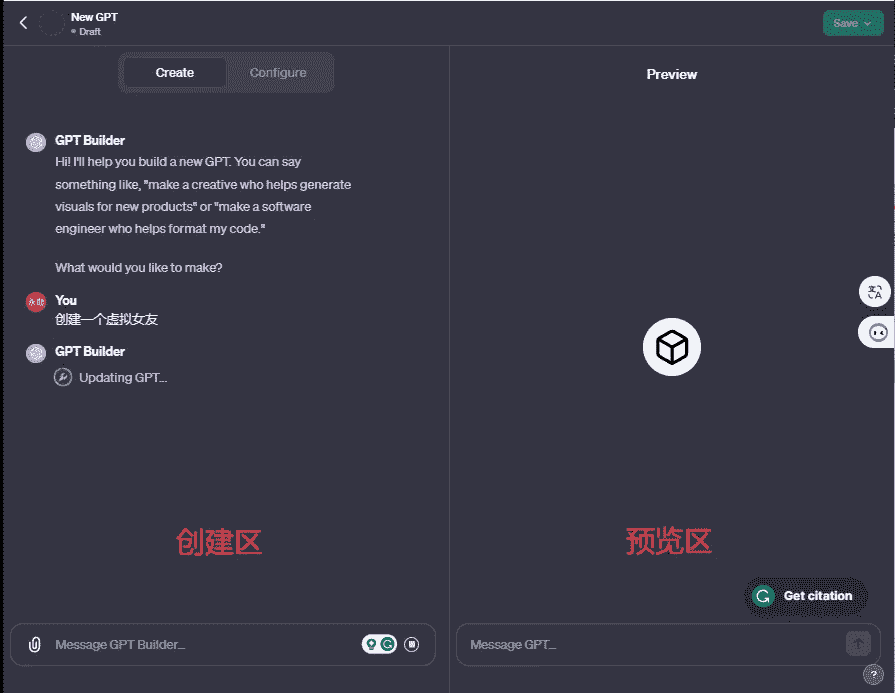 New GPT
Draft
Save
Create
Configure
Preview
GPT Builder
Hi! I'll help you build a new GPT. You can say
something like, "make a creative who helps generate
visuals for new products" or "make a software
engineer who helps format my code."
What would you like to make?
You
创建一个虚拟女友
GPT Builder
Updating GPT...
创建区
预览区
Get citation
Message GPT Builder...
Message GPT...
?